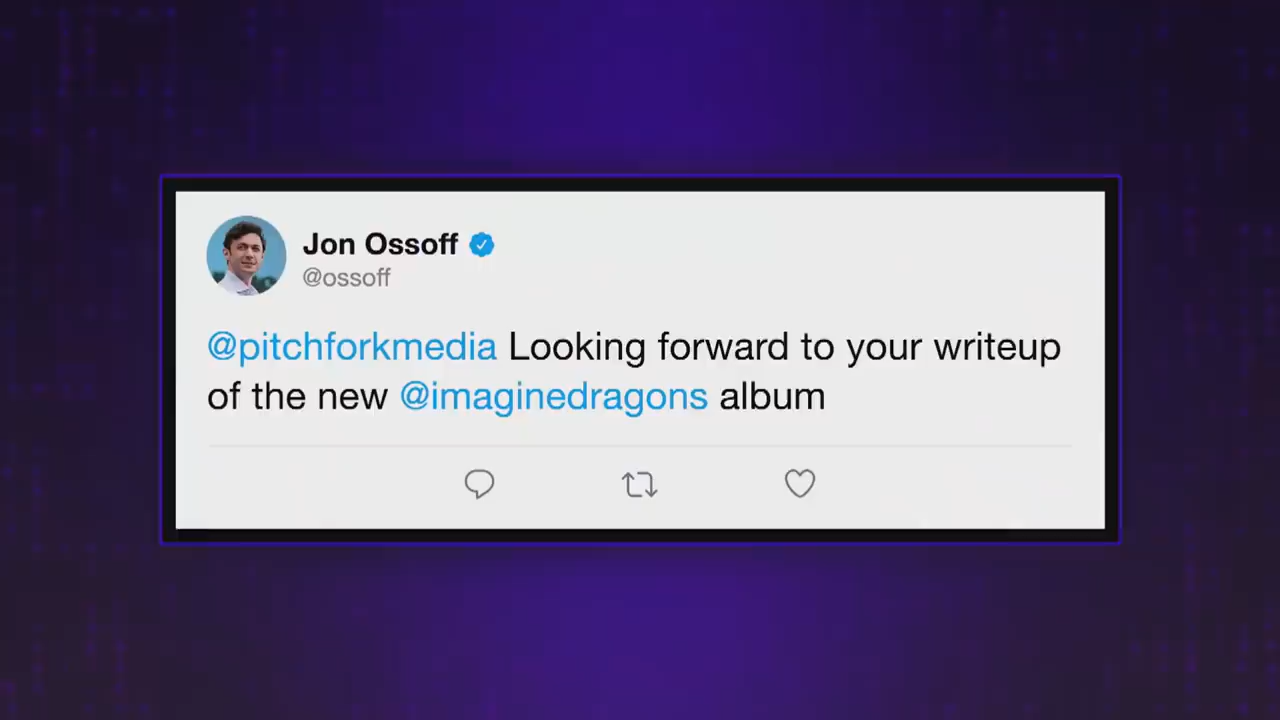 Jon Ossoff
@ossoff
@pitchforkmedia Looking forward to your writeup
of the new @imaginedragons album